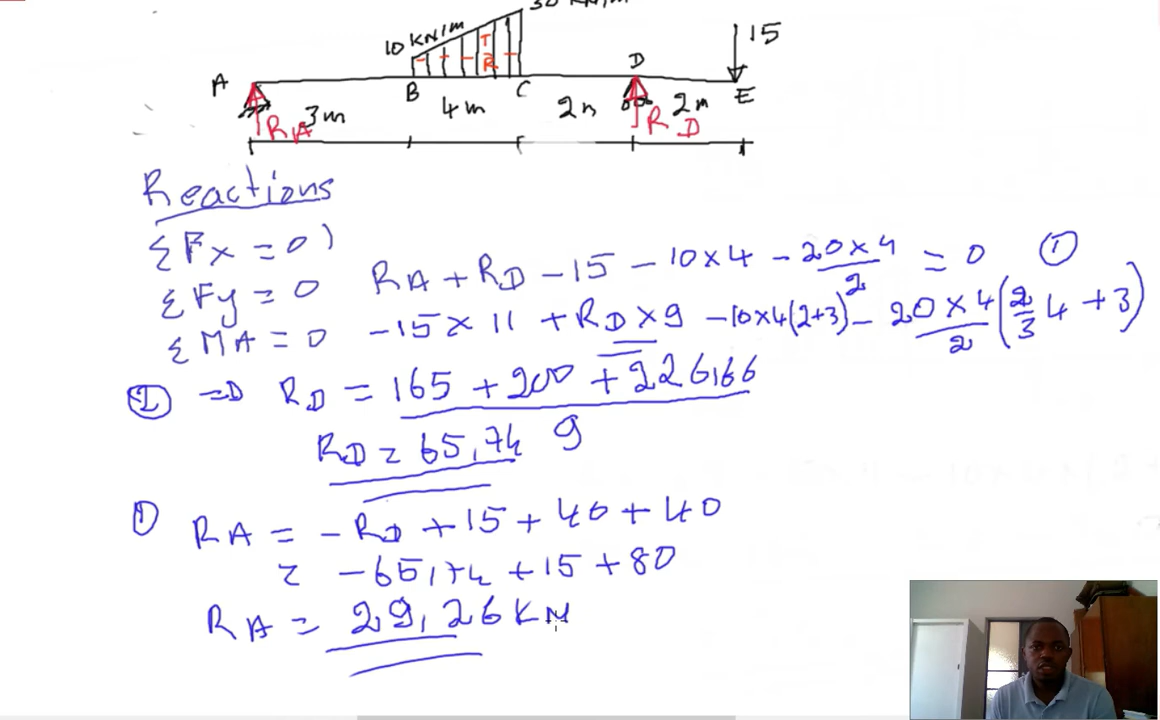 30 KN/m
10 KN/m
15
T
R
A B C D E
3m 4m 2m 2m
RA RD
Reactions
ΣFx = 0)
ΣFy = 0 RA + RD - 15 - 10×4 - 20×4/2 = 0 ①
ΣMA = 0 -15×11 + RD×9 - 10×4(2+3) - 20×4/2 (2/3 4 + 3)
② => RD = 165 + 200 + 226,66 / 9
RD = 65,74
① RA = -RD + 15 + 40 + 40
= -65,74 + 15 + 80
RA = 29,26 KN